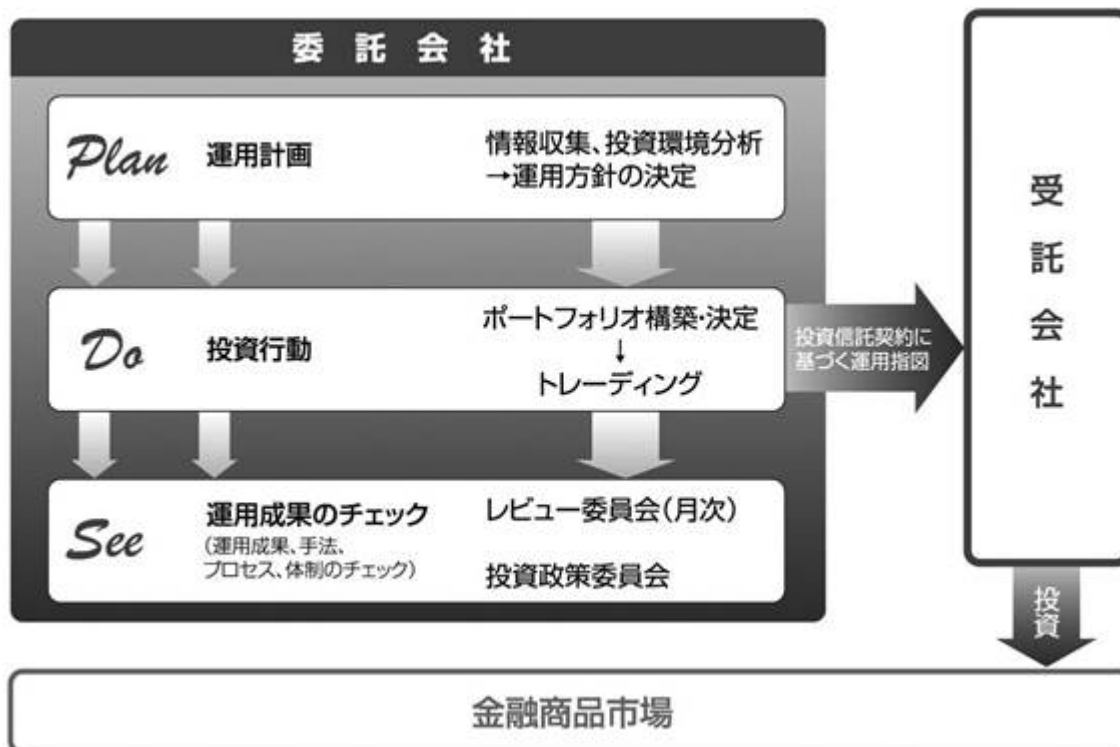 委託会社
Plan
運用計画
情報収集、投資環境分析
→運用方針の決定
Do
投資行動
ポートフォリオ構築・決定
↓
トレーディング
See
運用成果のチェック
(運用成果、手法、
プロセス、体制のチェック)
レビュー委員会(月次)
投資政策委員会
投資信託契約に
基づく運用指図
受託会社
投資
金融商品市場